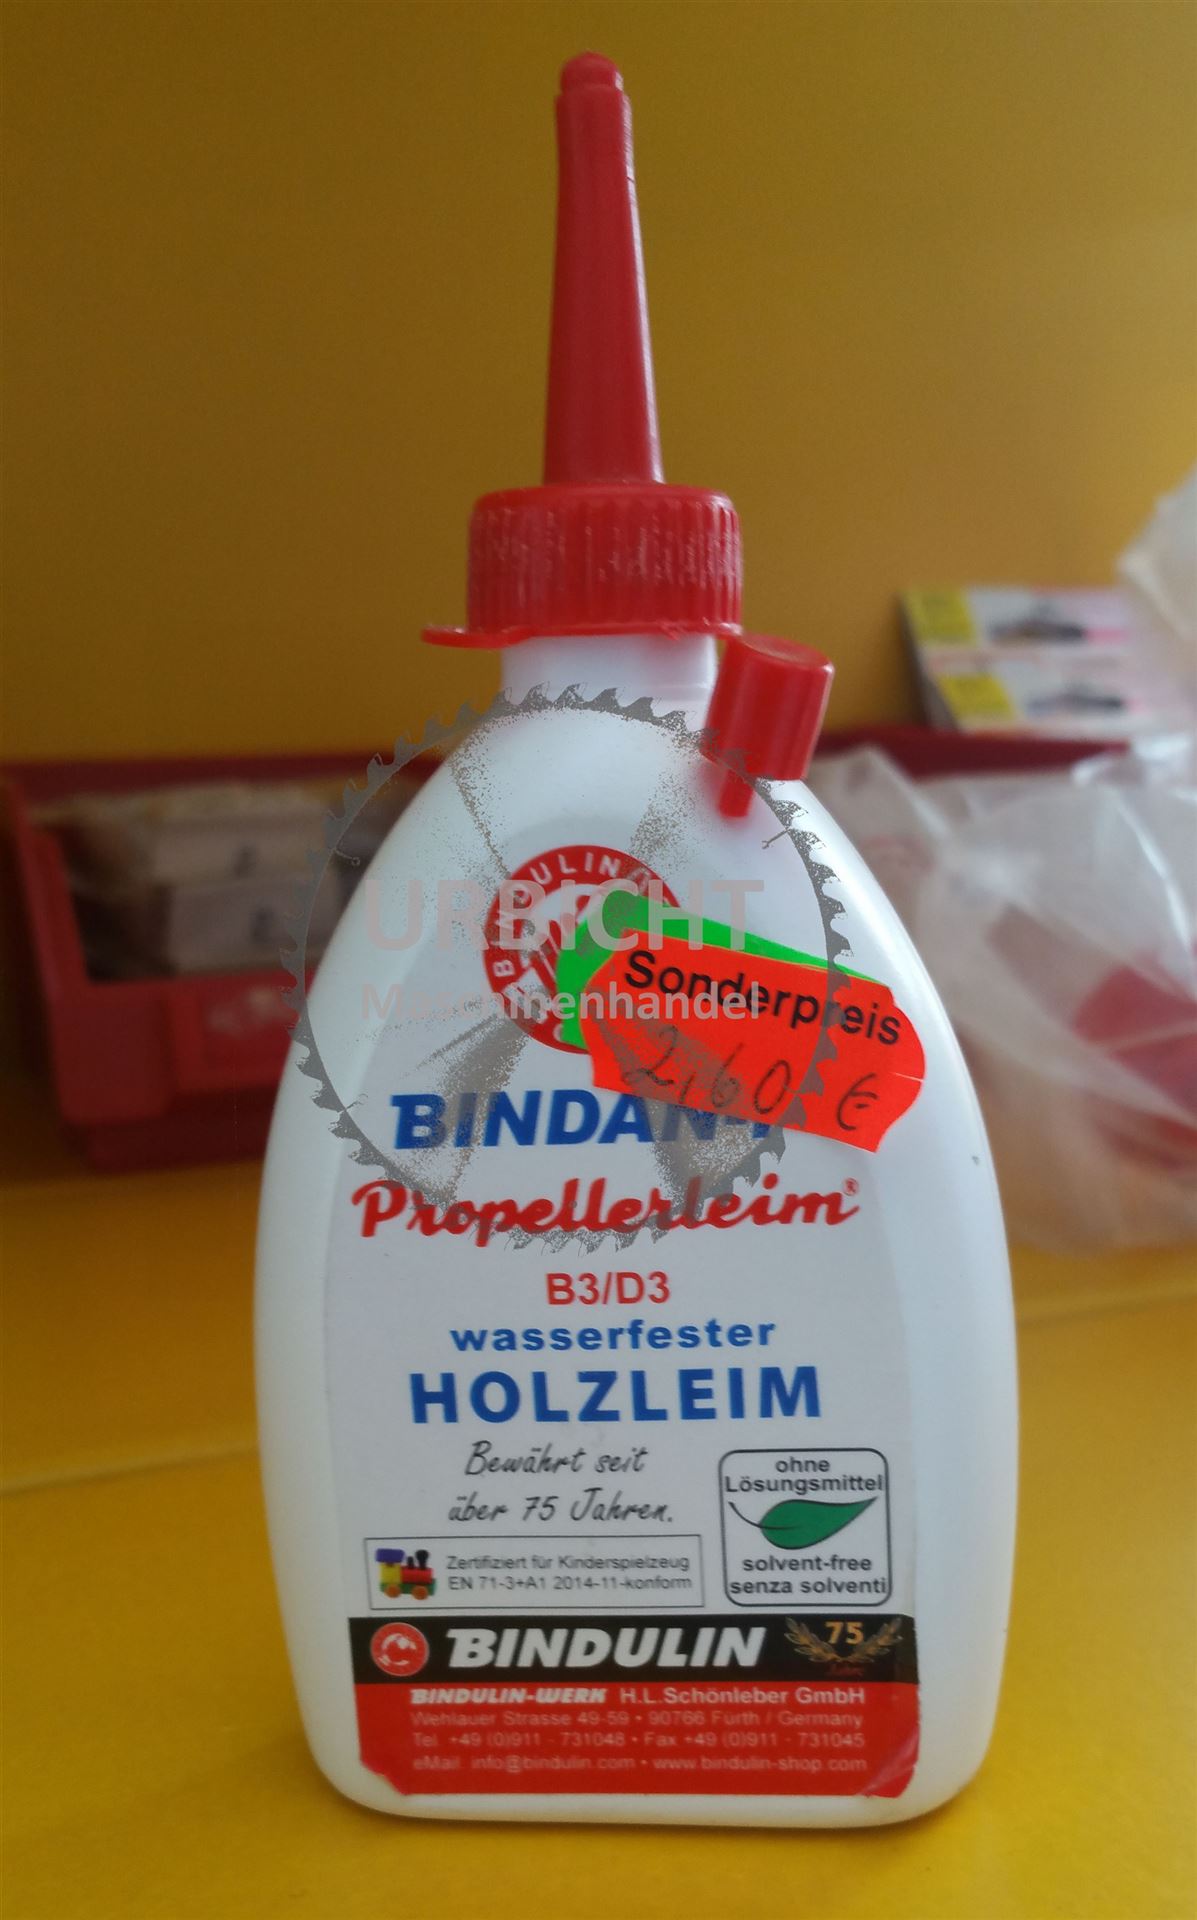 BINDULIN
URBICHT
Maschinenhandel
Sonderpreis
2,60 €
BINDAN-P
Propellerleim®
B3/D3
wasserfester
HOLZLEIM
Bewährt seit
über 75 Jahren.
ohne
Lösungsmittel
solvent-free
senza solventi
Zertifiziert für Kinderspielzeug
EN 71-3+A1 2014-11-konform
BINDULIN
75
Jahre
BINDULIN-WERK H.L.Schönleber GmbH
Wehlauer Strasse 49-59 • 90766 Fürth / Germany
Tel. +49 (0)911 - 731048 • Fax +49 (0)911 - 731045
eMail info@bindulin.com • www.bindulin-shop.com